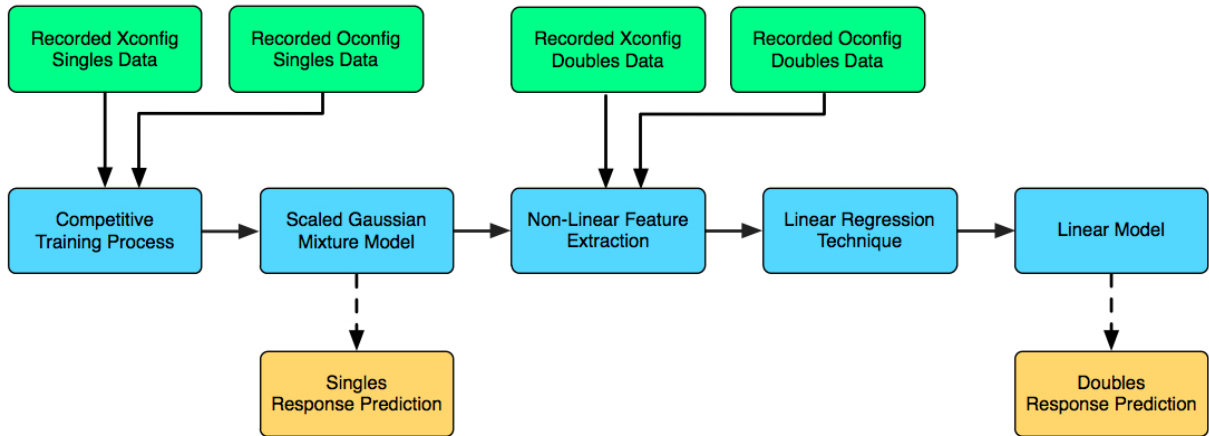 Recorded Xconfig
Singles Data
Recorded Oconfig
Singles Data
Recorded Xconfig
Doubles Data
Recorded Oconfig
Doubles Data
Competitive
Training Process
Scaled Gaussian
Mixture Model
Non-Linear Feature
Extraction
Linear Regression
Technique
Linear Model
Singles
Response Prediction
Doubles
Response Prediction